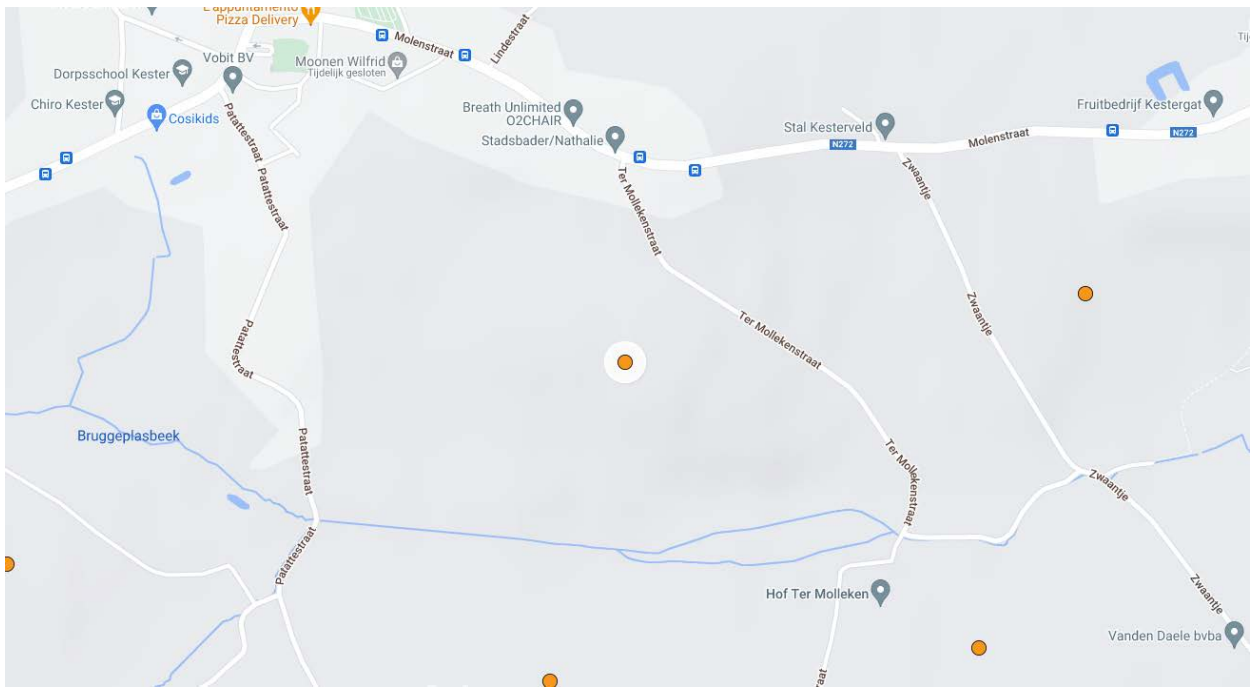 L'appuntamento
Pizza Delivery
Molenstraat
Lindestraat
Vobit BV
Moonen Wilfrid
Tijdelijk gesloten
Dorpsschool Kester
Chiro Kester
Cosikids
Patattestraat
Patattestraat
Breath Unlimited
O2CHAIR
Stadsbader/Nathalie
Stal Kesterveld
N272
Molenstraat
Fruitbedrijf Kestergat
N272
Ter Mollekenstraat
Zwaantje
Zwaantje
Ter Mollekenstraat
Patattestraat
Bruggeplasbeek
Patattestraat
Ter Mollekenstraat
Zwaantje
Patattestraat
Hof Ter Molleken
Zwaantje
Vanden Daele bvba